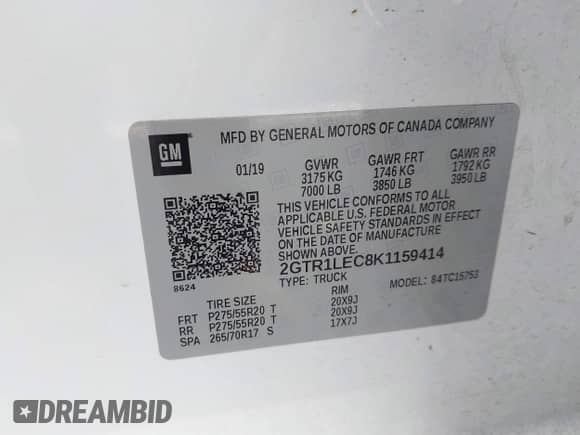 GM
MFD BY GENERAL MOTORS OF CANADA COMPANY
01/19 GVWR GAWR FRT GAWR RR
3175 KG 1746 KG 1792 KG
7000 LB 3850 LB 3950 LB
THIS VEHICLE CONFORMS TO ALL
APPLICABLE U.S. FEDERAL MOTOR
VEHICLE SAFETY STANDARDS IN EFFECT
ON THE DATE OF MANUFACTURE
SHOWN ABOVE.
2GTR1LEC8K1159414
8624
TYPE: TRUCK MODEL: 84TC15753
TIRE SIZE RIM
FRT P275/55R20 T 20X9J
RR P275/55R20 T 20X9J
SPA 265/70R17 S 17X7J
DREAMBID